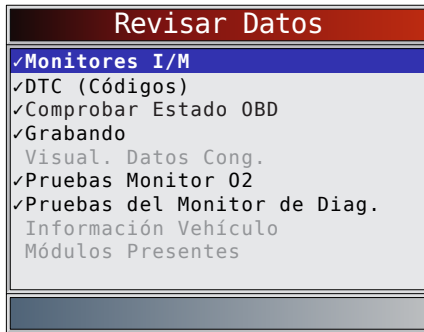 Revisar Datos
✓Monitores I/M
✓DTC (Códigos)
✓Comprobar Estado OBD
✓Grabando
Visual. Datos Cong.
✓Pruebas Monitor O2
✓Pruebas del Monitor de Diag.
Información Vehículo
Módulos Presentes